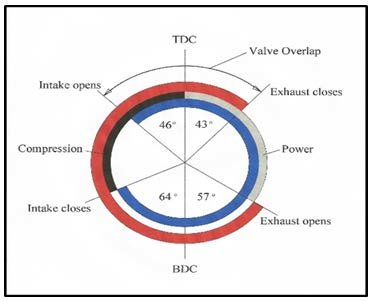 TDC
Valve Overlap
Intake opens
Exhaust closes
46°
43°
Compression
Power
64°
57°
Intake closes
Exhaust opens
BDC